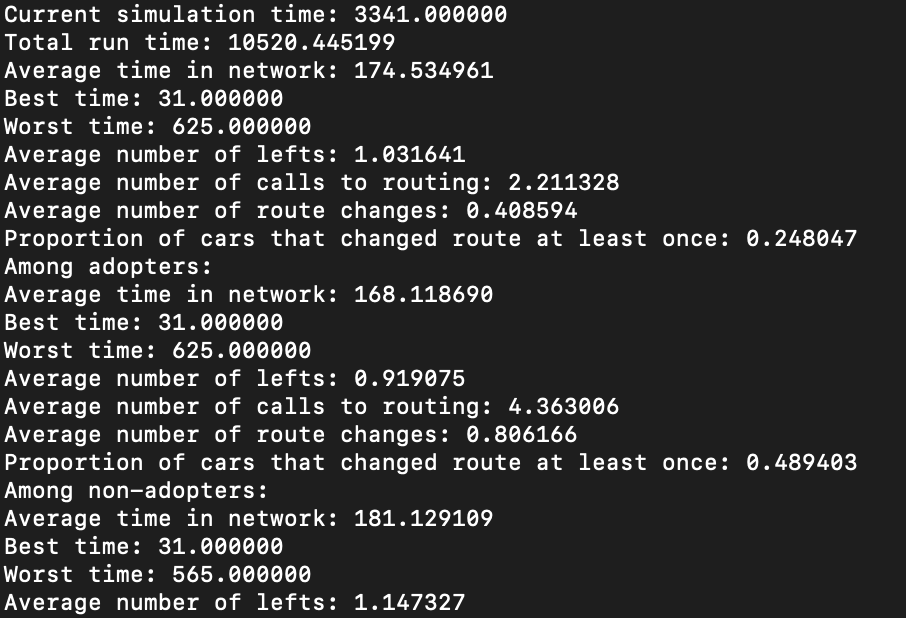 Current simulation time: 3341.000000
Total run time: 10520.445199
Average time in network: 174.534961
Best time: 31.000000
Worst time: 625.000000
Average number of lefts: 1.031641
Average number of calls to routing: 2.211328
Average number of route changes: 0.408594
Proportion of cars that changed route at least once: 0.248047
Among adopters:
Average time in network: 168.118690
Best time: 31.000000
Worst time: 625.000000
Average number of lefts: 0.919075
Average number of calls to routing: 4.363006
Average number of route changes: 0.806166
Proportion of cars that changed route at least once: 0.489403
Among non-adopters:
Average time in network: 181.129109
Best time: 31.000000
Worst time: 565.000000
Average number of lefts: 1.147327